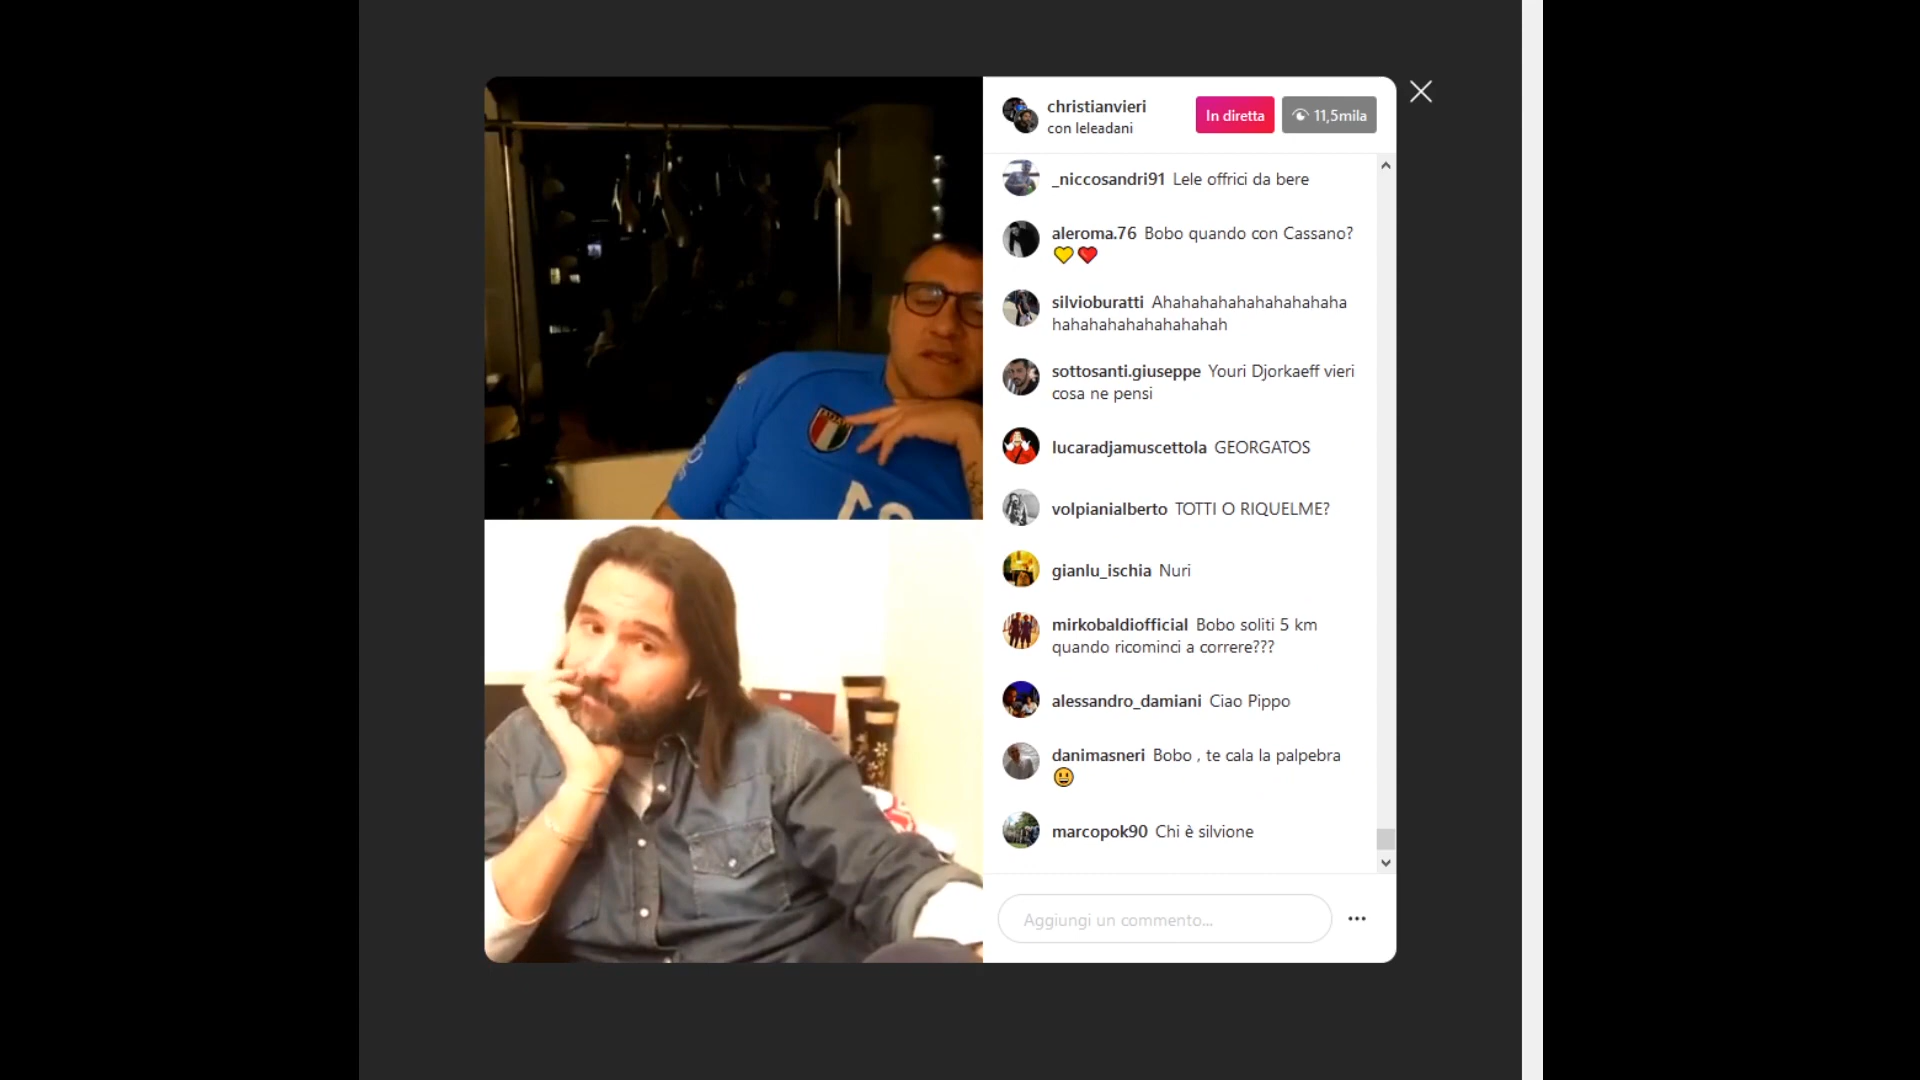 christianvieri
con leleadani
In diretta
11,5mila
_niccosandri91 Lele offrici da bere
aleroma.76 Bobo quando con Cassano?
💛❤️
silvioburatti Ahahahahahahahahaha
hahahahahahahahah
sottosanti.giuseppe Youri Djorkaeff vieri
cosa ne pensi
lucaradjamuscettola GEORGATOS
volpianialberto TOTTI O RIQUELME?
gianlu_ischia Nuri
mirkobaldiofficial Bobo soliti 5 km
quando ricominci a correre???
alessandro_damiani Ciao Pippo
danimasneri Bobo , te cala la palpebra
😃
marcopok90 Chi è silvione
Aggiungi un commento...